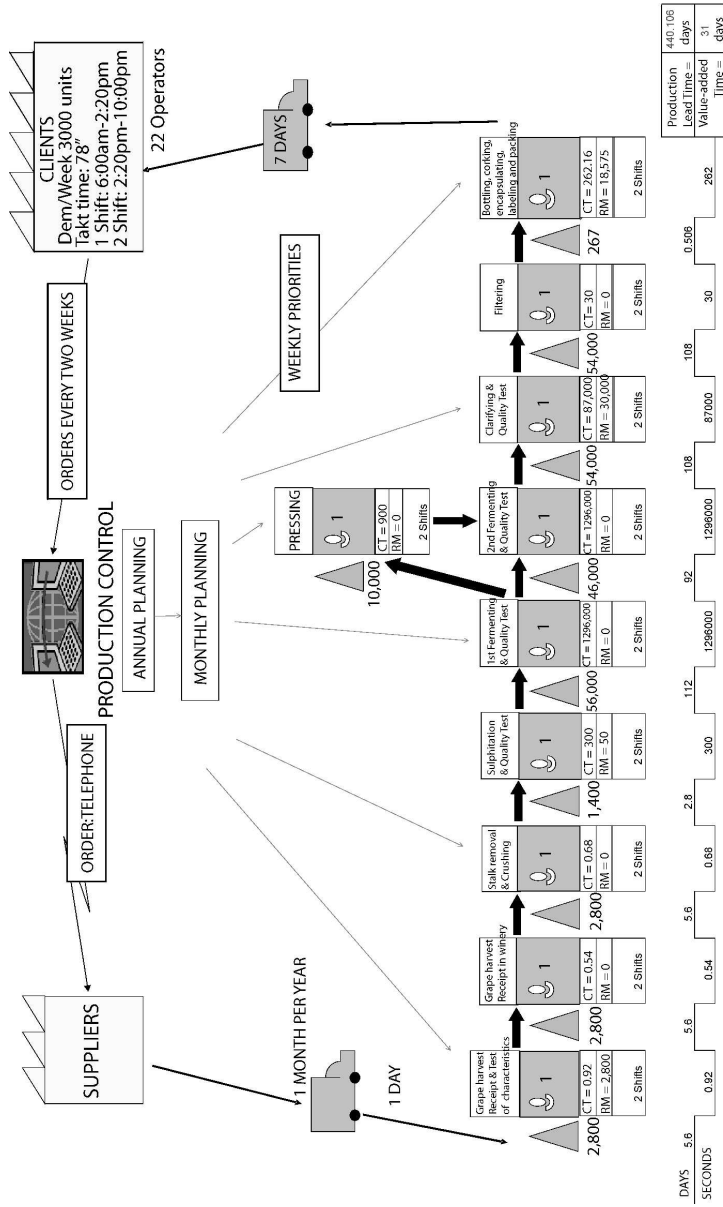 SUPPLIERS
ORDER:TELEPHONE
PRODUCTION CONTROL
ORDERS EVERY TWO WEEKS
CLIENTS
Dem/Week 3000 units
Takt time: 78”
1 Shift: 6:00am-2:20pm
2 Shift: 2:20pm-10:00pm
22 Operators
ANNUAL PLANNING
MONTHLY PLANNING
WEEKLY PRIORITIES
1 MONTH PER YEAR
1 DAY
7 DAYS
PRESSING
1
CT = 900
RM = 0
2 Shifts
10,000
2,800
Grape harvest
Receipt & Test
of characteristics
1
CT = 0.92
RM = 2,800
2 Shifts
2,800
Grape harvest
Receipt in winery
1
CT = 0.54
RM = 0
2 Shifts
2,800
Stalk removal
& Crushing
1
CT = 0.68
RM = 0
2 Shifts
1,400
Sulphitation
& Quality Test
1
CT = 300
RM = 50
2 Shifts
56,000
1st Fermenting
& Quality Test
1
CT = 1296,000
RM = 0
2 Shifts
46,000
2nd Fermenting
& Quality Test
1
CT = 1296,000
RM = 0
2 Shifts
54,000
Clarifying &
Quality Test
1
CT = 87,000
RM = 30,000
2 Shifts
54,000
Filtering
1
CT = 30
RM = 0
2 Shifts
267
Bottling, corking,
encapsulating,
labeling and packing
1
CT = 262.16
RM = 18,575
2 Shifts
DAYS 5.6 5.6 5.6 2.8 112 92 108 108 0.506
SECONDS 0.92 0.54 0.68 300 1296000 1296000 87000 30 262
Production
Lead Time =
440.106
days
Value-added
Time =
31
days